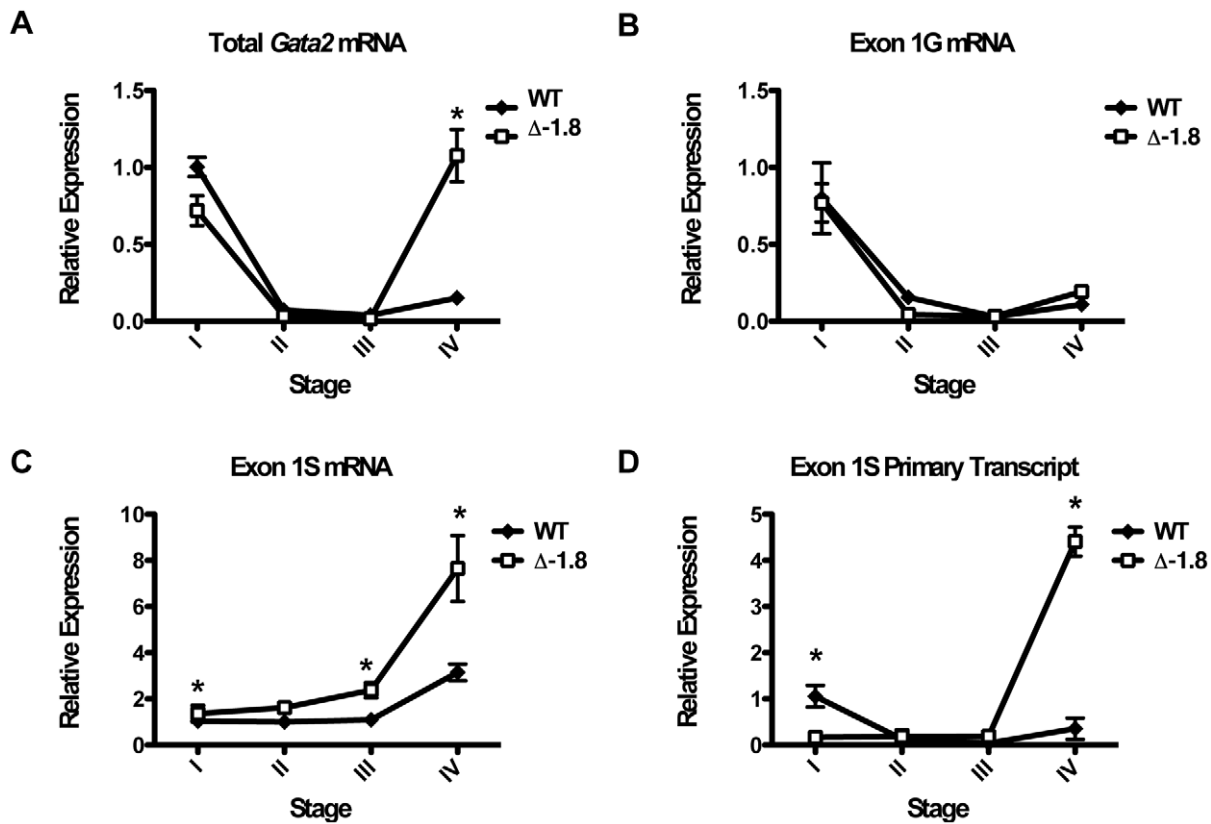 A
Total Gata2 mRNA
Relative Expression
1.5
1.0
0.5
0.0
I
II
III
IV
Stage
*
WT
Δ-1.8
B
Exon 1G mRNA
Relative Expression
1.5
1.0
0.5
0.0
I
II
III
IV
Stage
WT
Δ-1.8
C
Exon 1S mRNA
Relative Expression
10
8
6
4
2
0
I
II
III
IV
Stage
*
*
*
WT
Δ-1.8
D
Exon 1S Primary Transcript
Relative Expression
5
4
3
2
1
0
I
II
III
IV
Stage
*
*
WT
Δ-1.8